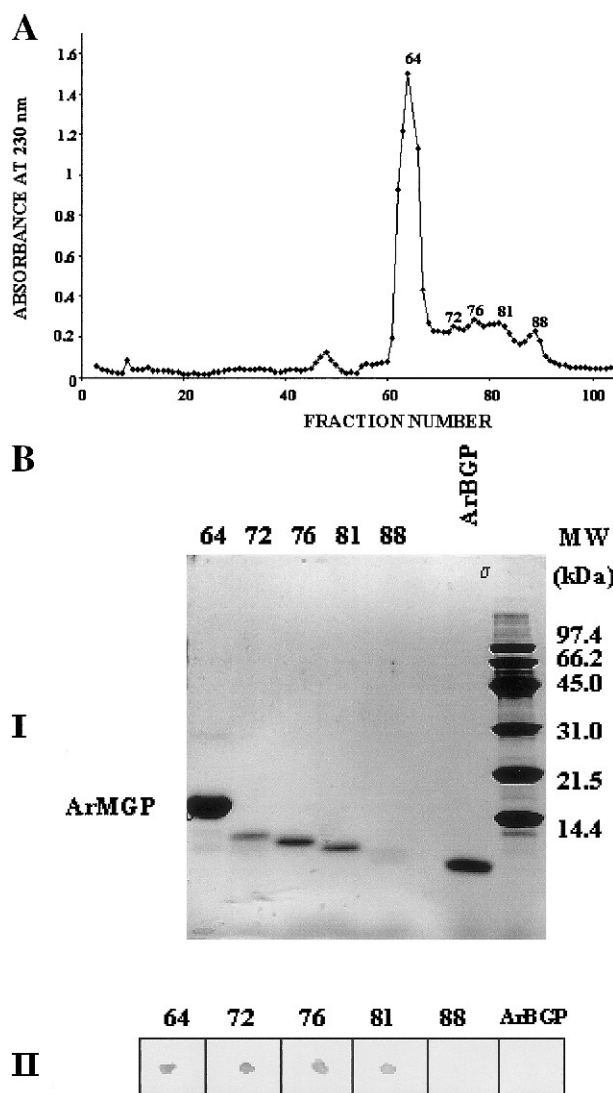 A
ABSORBANCE AT 230 nm
1.6
1.4
1.2
1
0.8
0.6
0.4
0.2
0
64
72
76
81
88
0 20 40 60 80 100
FRACTION NUMBER
B
64 72 76 81 88 ArBGP MW
(kDa)
97.4
66.2
45.0
31.0
21.5
14.4
I
ArMGP
64 72 76 81 88 ArBGP
II